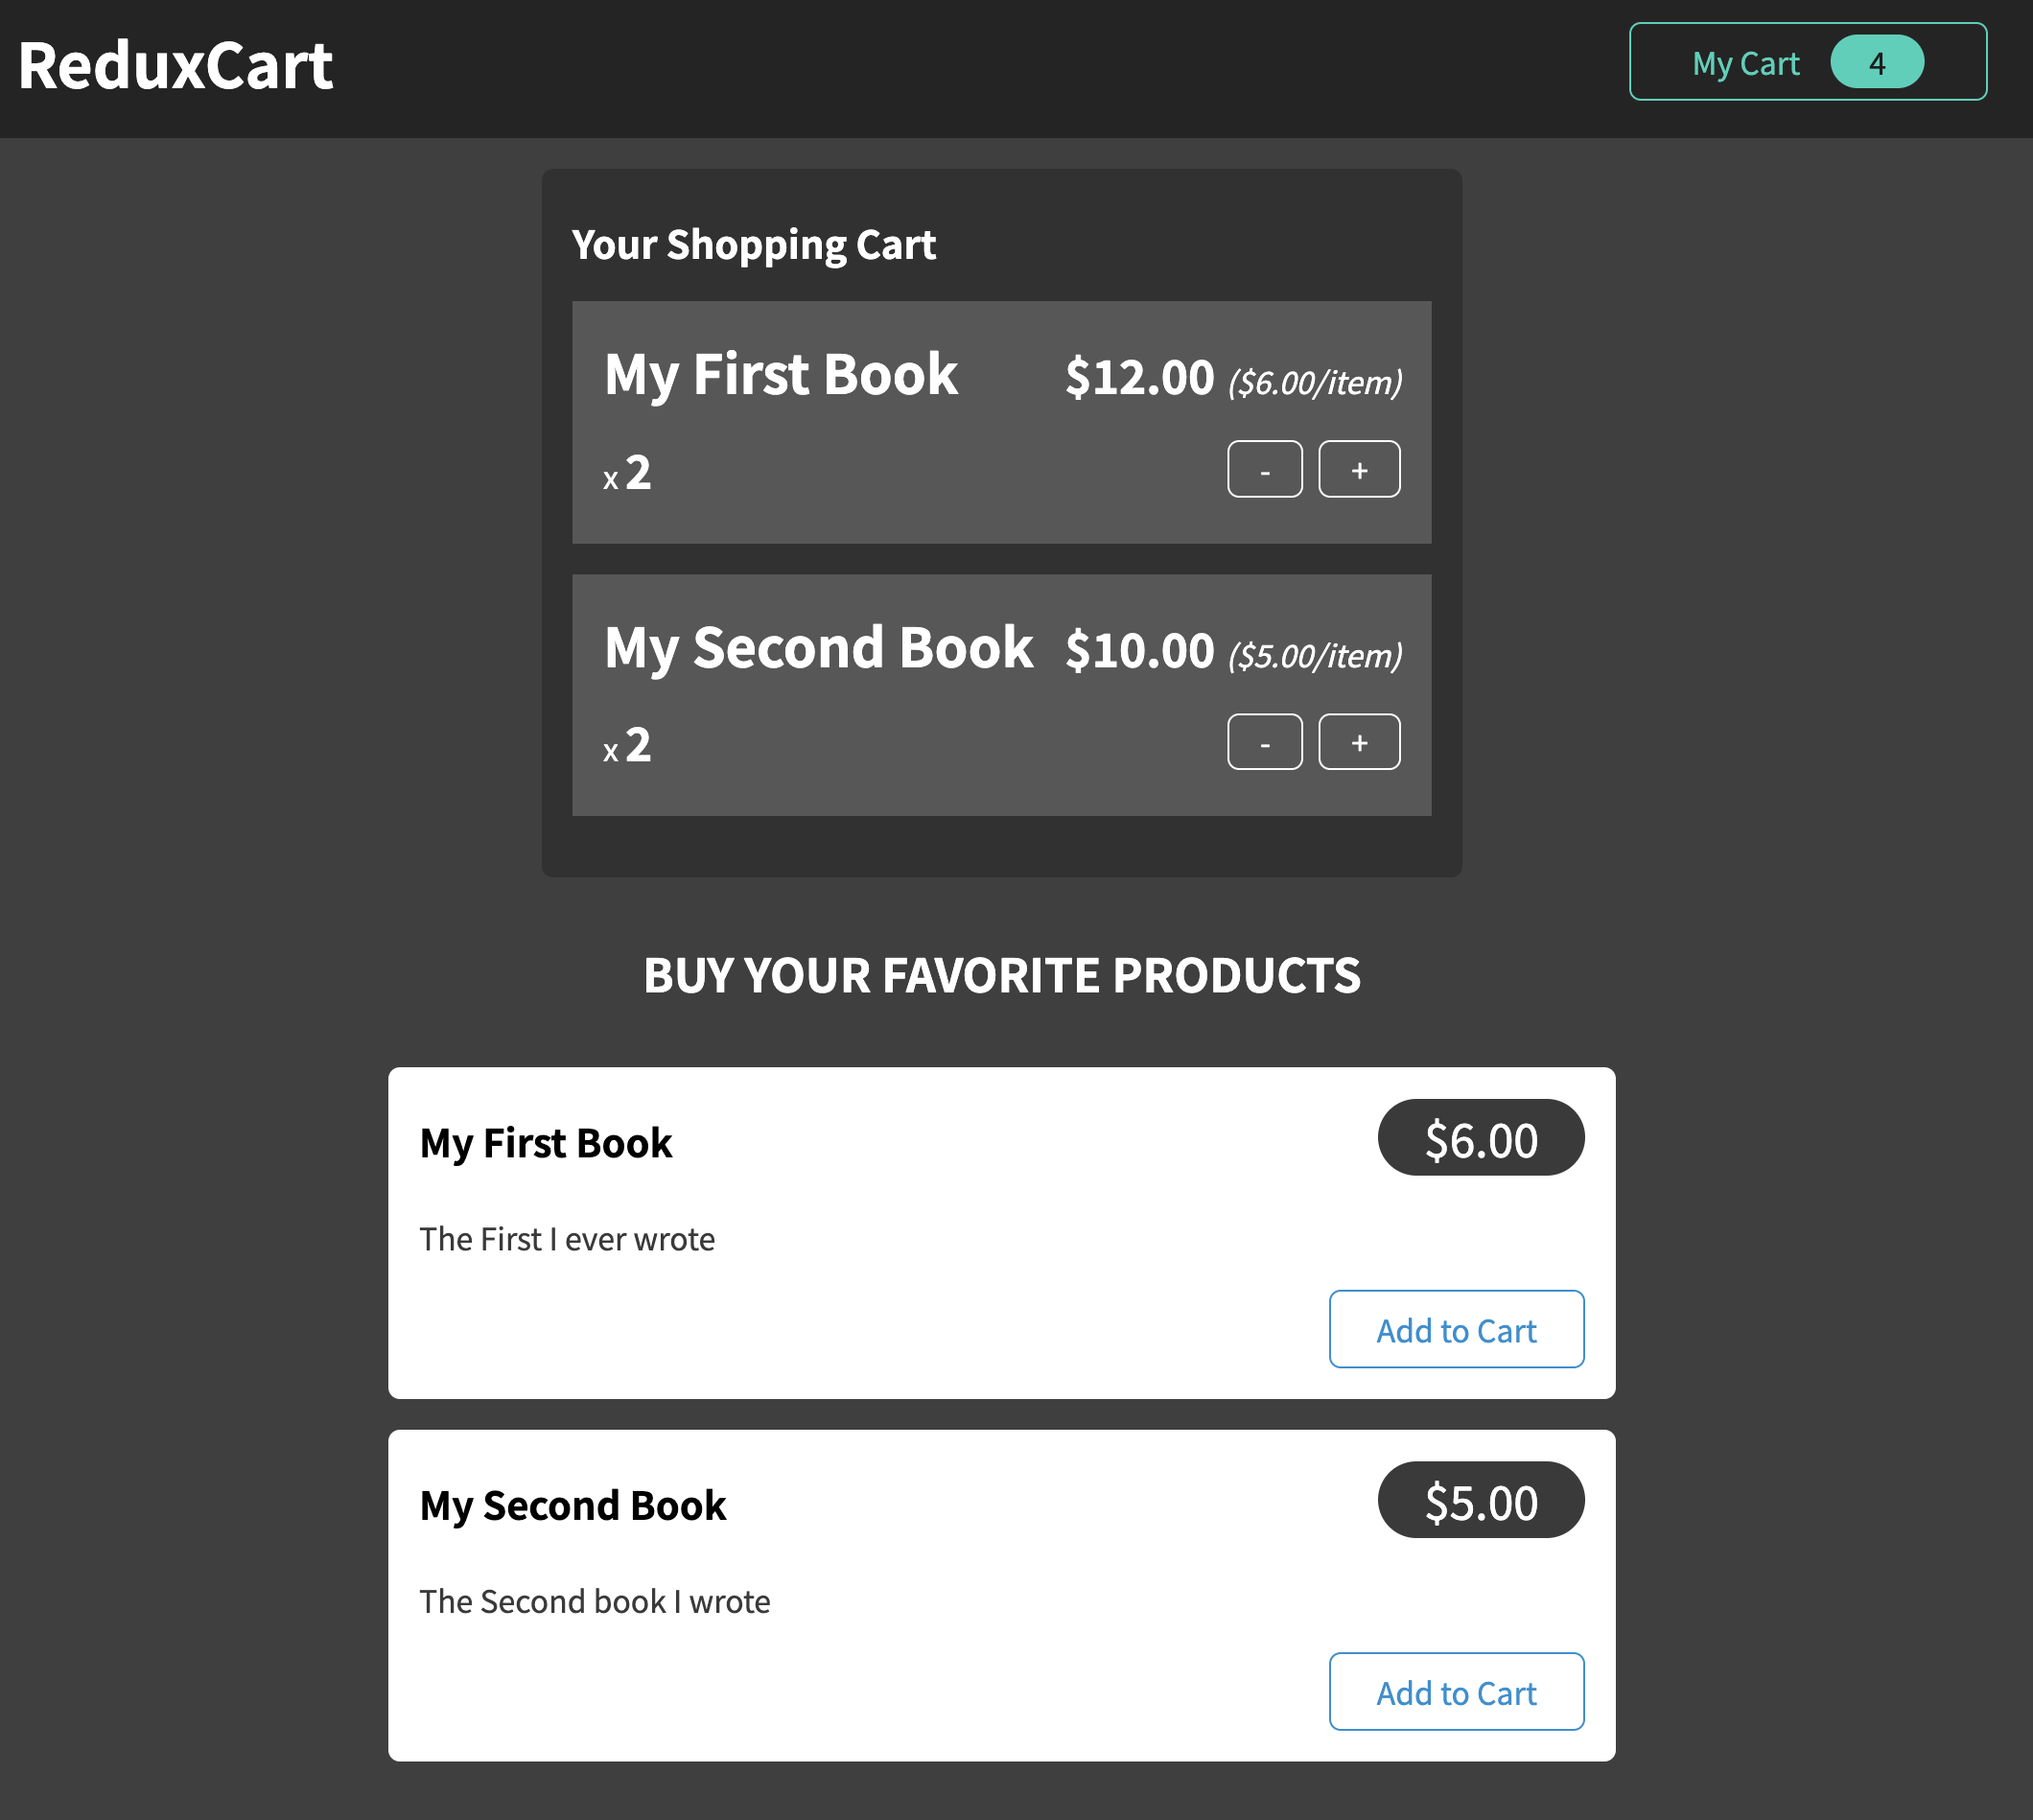 ReduxCart
My Cart 4
Your Shopping Cart
My First Book $12.00 ($6.00/item)
x 2 - +
My Second Book $10.00 ($5.00/item)
x 2 - +
BUY YOUR FAVORITE PRODUCTS
My First Book $6.00
The First I ever wrote
Add to Cart
My Second Book $5.00
The Second book I wrote
Add to Cart